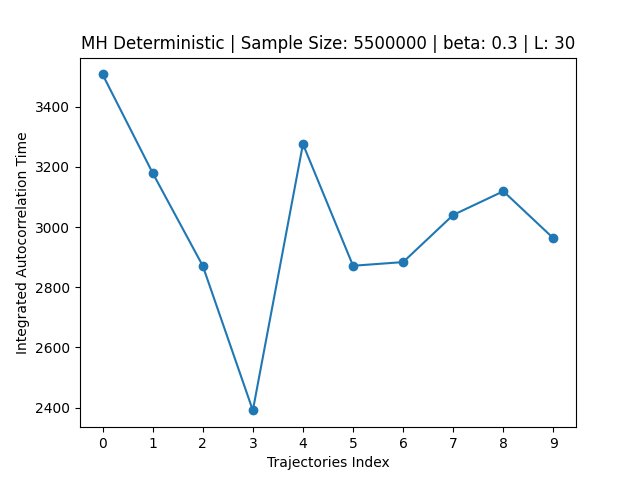 MH Deterministic | Sample Size: 5500000 | beta: 0.3 | L: 30
Integrated Autocorrelation Time
3400
3200
3000
2800
2600
2400
0 1 2 3 4 5 6 7 8 9
Trajectories Index